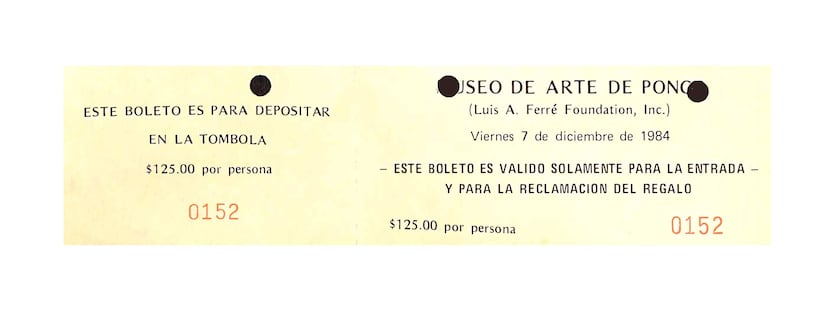 ESTE BOLETO ES PARA DEPOSITAR
EN LA TOMBOLA
$125.00 por persona
0152
MUSEO DE ARTE DE PONCE
(Luis A. Ferré Foundation, Inc.)
Viernes 7 de diciembre de 1984
– ESTE BOLETO ES VALIDO SOLAMENTE PARA LA ENTRADA –
Y PARA LA RECLAMACION DEL REGALO
$125.00 por persona
0152